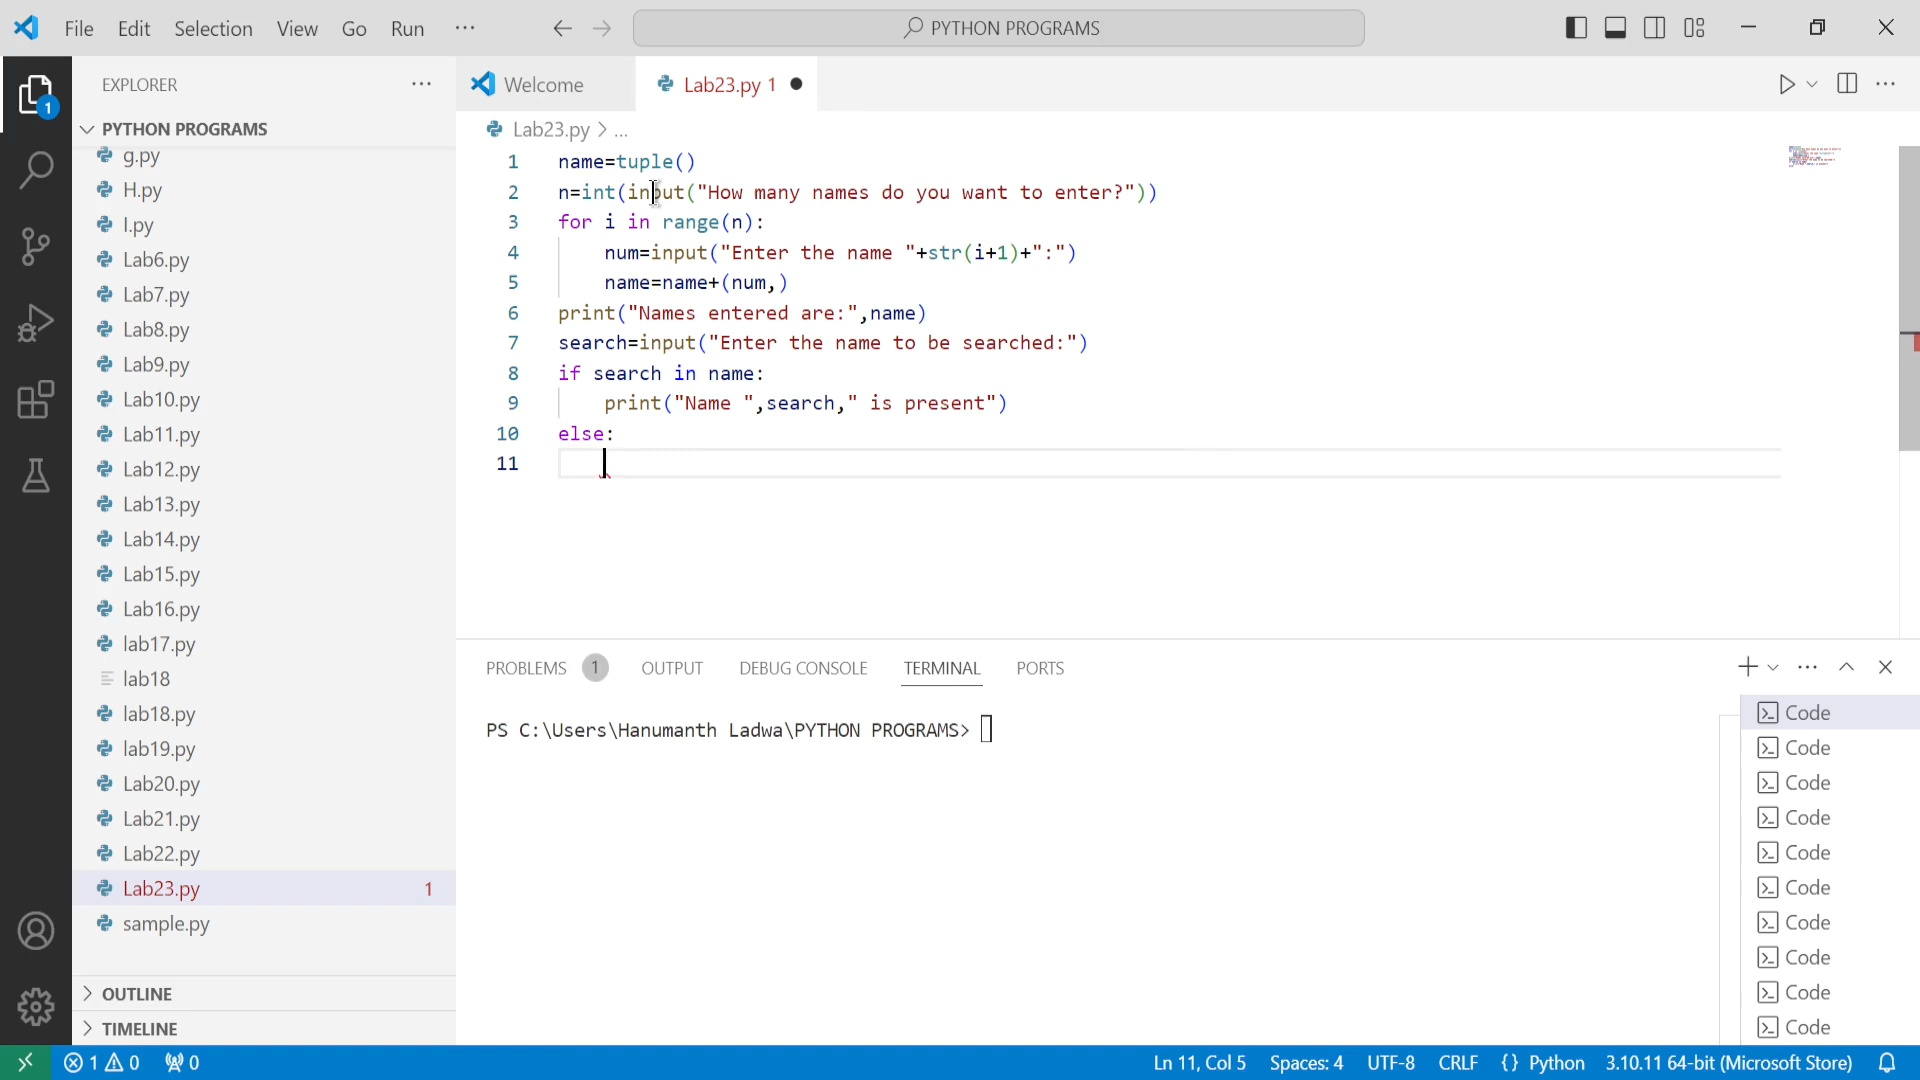 File Edit Selection View Go Run ··· PYTHON PROGRAMS
EXPLORER ···
1
PYTHON PROGRAMS
g.py
H.py
I.py
Lab6.py
Lab7.py
Lab8.py
Lab9.py
Lab10.py
Lab11.py
Lab12.py
Lab13.py
Lab14.py
Lab15.py
Lab16.py
lab17.py
lab18
lab18.py
lab19.py
Lab20.py
Lab21.py
Lab22.py
Lab23.py 1
sample.py
OUTLINE
TIMELINE
Welcome Lab23.py 1
Lab23.py > ...
1 name=tuple()
2 n=int(input("How many names do you want to enter?"))
3 for i in range(n):
4 num=input("Enter the name "+str(i+1)+":")
5 name=name+(num,)
6 print("Names entered are:",name)
7 search=input("Enter the name to be searched:")
8 if search in name:
9 print("Name ",search," is present")
10 else:
11
PROBLEMS 1 OUTPUT DEBUG CONSOLE TERMINAL PORTS
PS C:\Users\Hanumanth Ladwa\PYTHON PROGRAMS>
Code
Code
Code
Code
Code
Code
Code
Code
Code
Code
1 0 0 Ln 11, Col 5 Spaces: 4 UTF-8 CRLF {} Python 3.10.11 64-bit (Microsoft Store)